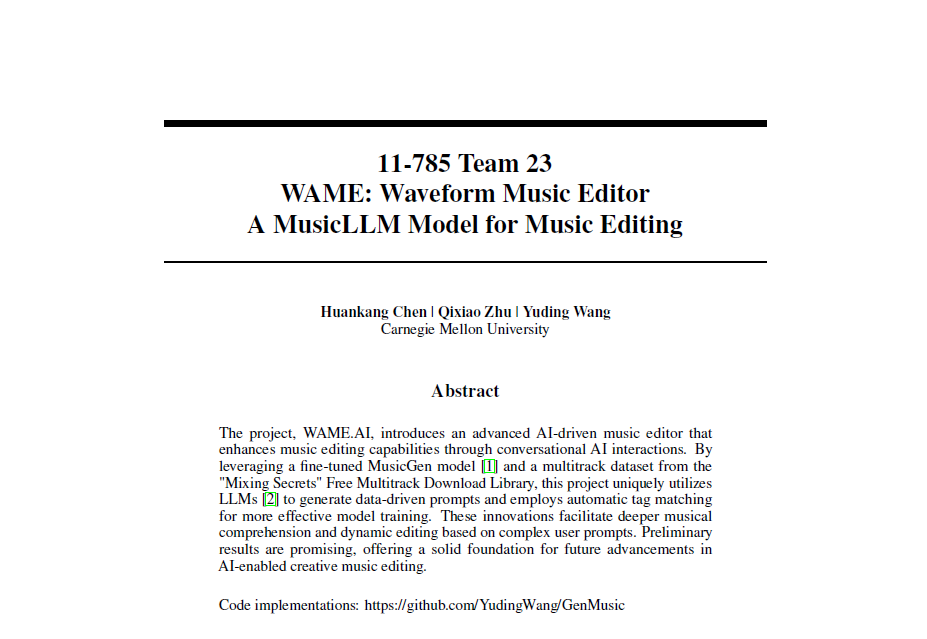 11-785 Team 23
WAME: Waveform Music Editor
A MusicLLM Model for Music Editing
Huankang Chen | Qixiao Zhu | Yuding Wang
Carnegie Mellon University
Abstract
The project, WAME.AI, introduces an advanced AI-driven music editor that
enhances music editing capabilities through conversational AI interactions. By
leveraging a fine-tuned MusicGen model [1] and a multitrack dataset from the
"Mixing Secrets" Free Multitrack Download Library, this project uniquely utilizes
LLMs [2] to generate data-driven prompts and employs automatic tag matching
for more effective model training. These innovations facilitate deeper musical
comprehension and dynamic editing based on complex user prompts. Preliminary
results are promising, offering a solid foundation for future advancements in
AI-enabled creative music editing.
Code implementations: https://github.com/YudingWang/GenMusic